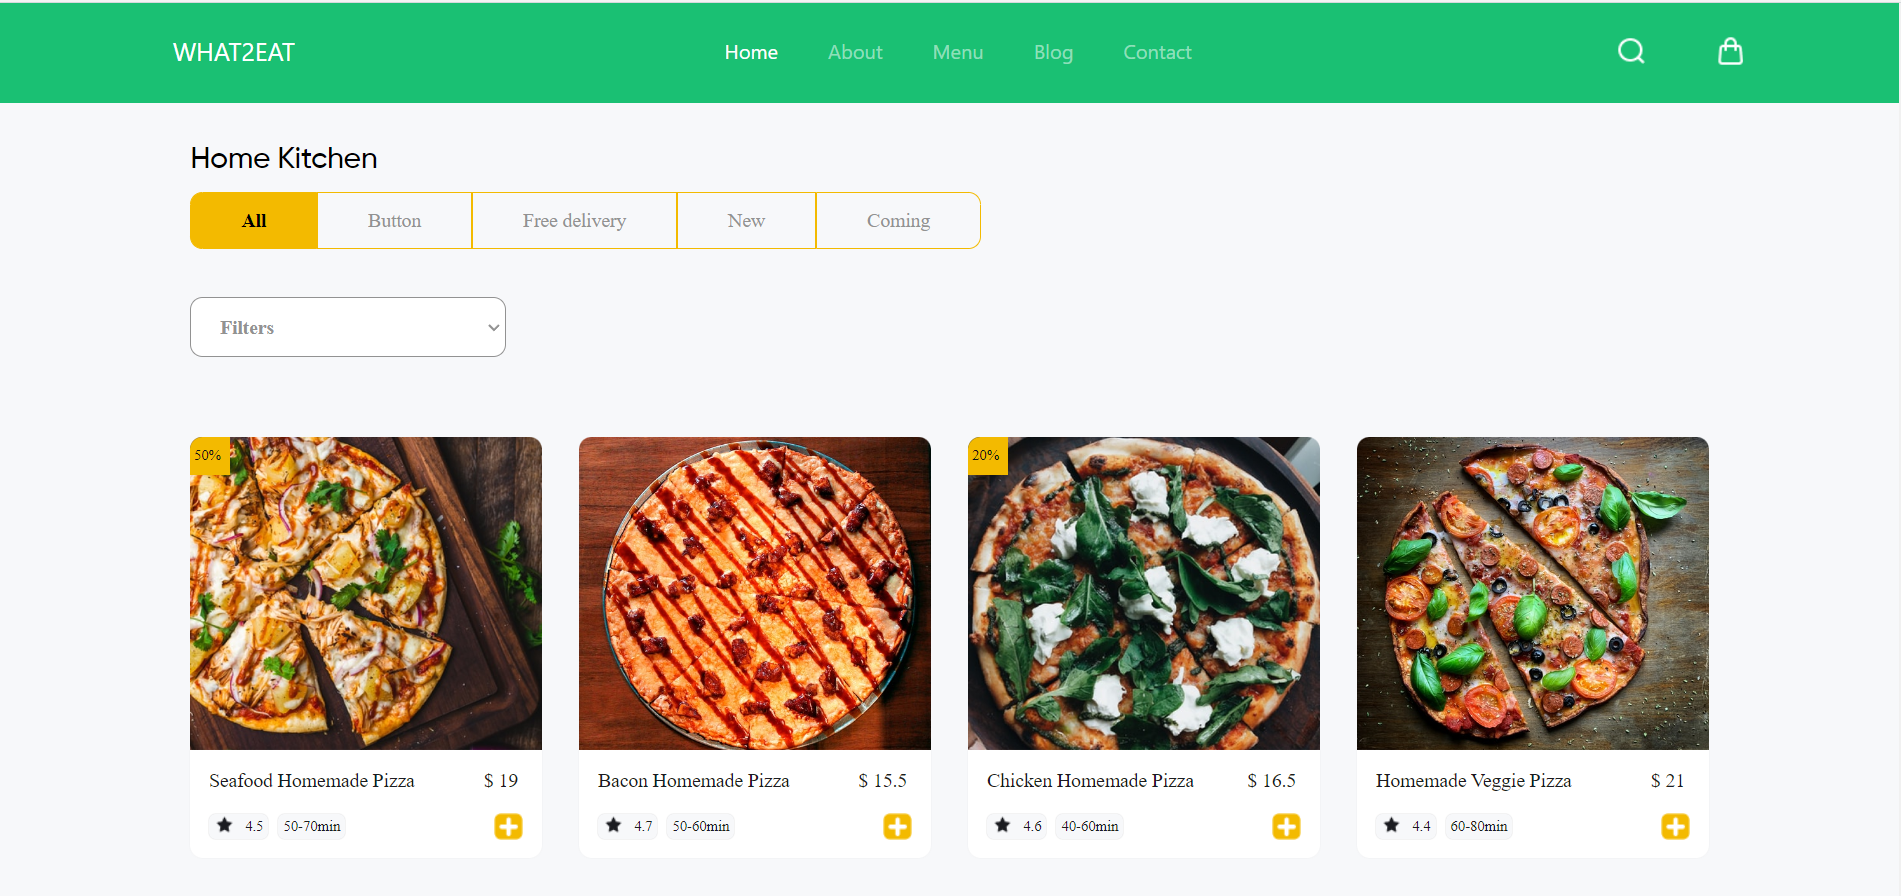 WHAT2EAT Home About Menu Blog Contact
Home Kitchen
All Button Free delivery New Coming
Filters
50%
20%
Seafood Homemade Pizza $ 19
4.5 50-70min
Bacon Homemade Pizza $ 15.5
4.7 50-60min
Chicken Homemade Pizza $ 16.5
4.6 40-60min
Homemade Veggie Pizza $ 21
4.4 60-80min